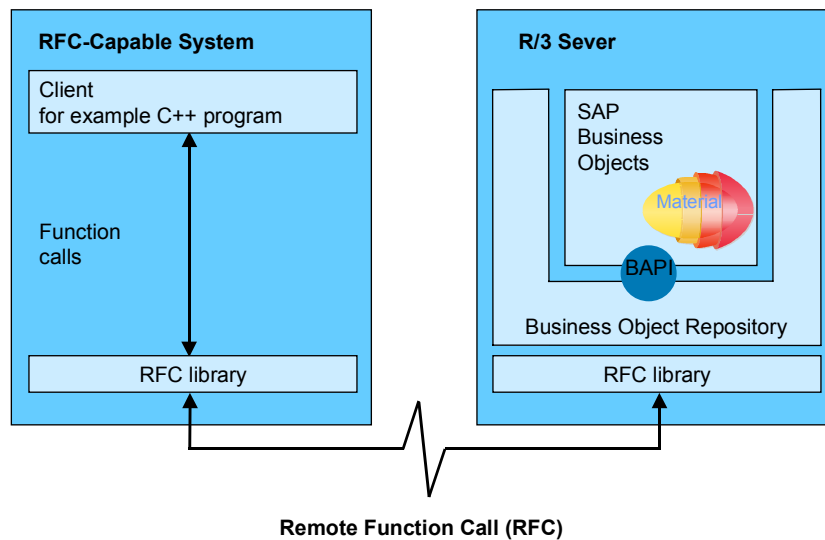 RFC-Capable System
Client
for example C++ program
Function
calls
RFC library
R/3 Sever
SAP
Business
Objects
Material
BAPI
Business Object Repository
RFC library
Remote Function Call (RFC)